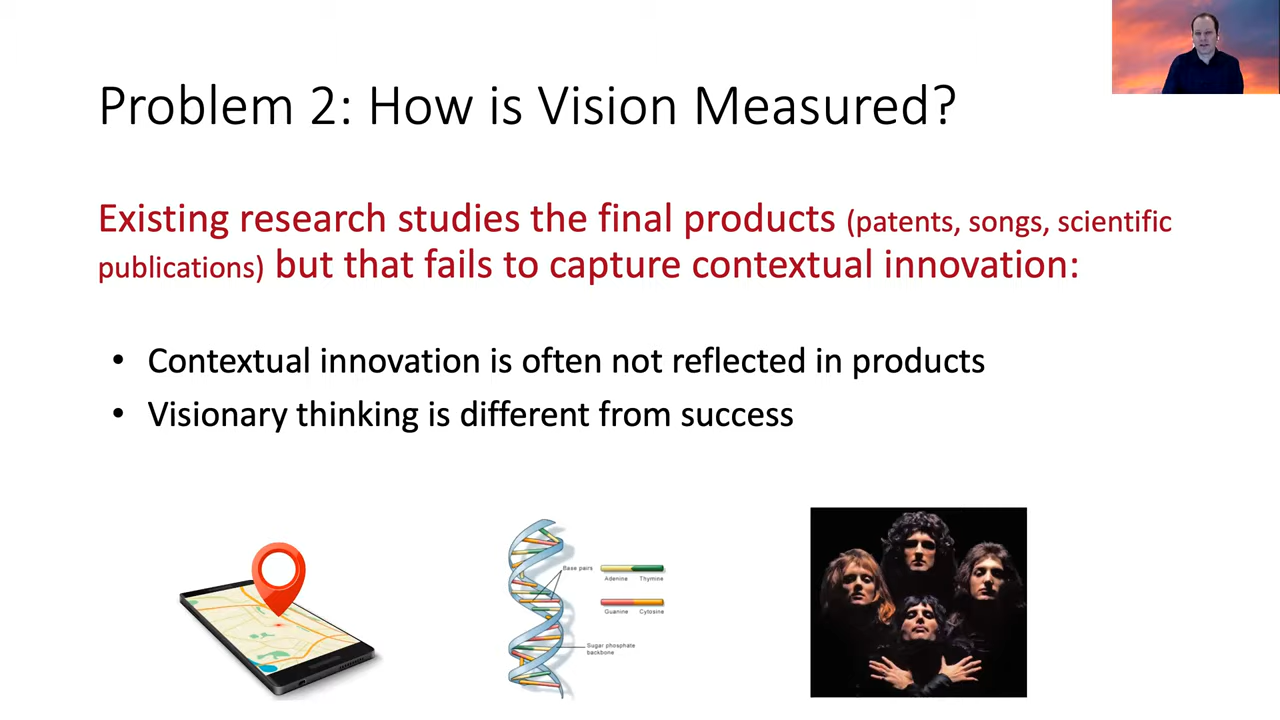 Problem 2: How is Vision Measured?
Existing research studies the final products (patents, songs, scientific
publications) but that fails to capture contextual innovation:
• Contextual innovation is often not reflected in products
• Visionary thinking is different from success
Base pairs
Adenine Thymine
Guanine Cytosine
Sugar phosphate
backbone